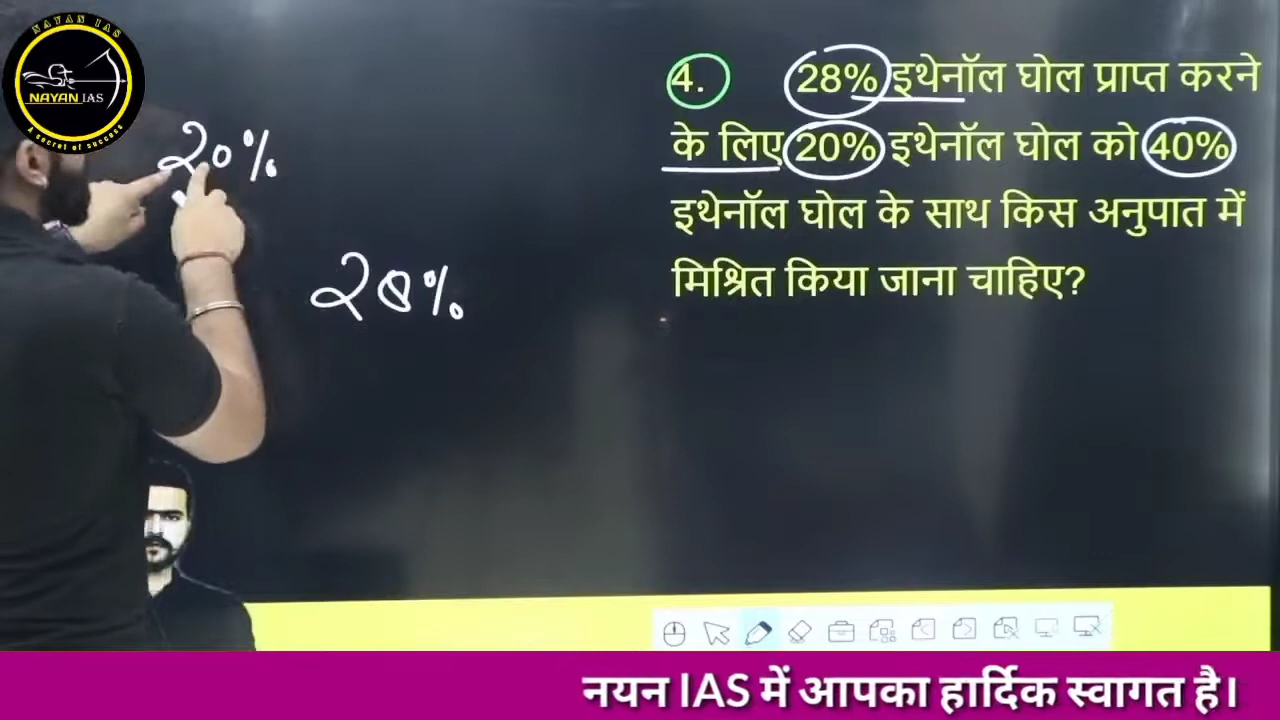 NAYAN IAS
NAYAN IAS
A secret of success
20%
28%
4. 28% इथेनॉल घोल प्राप्त करने
के लिए 20% इथेनॉल घोल को 40%
इथेनॉल घोल के साथ किस अनुपात में
मिश्रित किया जाना चाहिए?
नयन IAS में आपका हार्दिक स्वागत है।